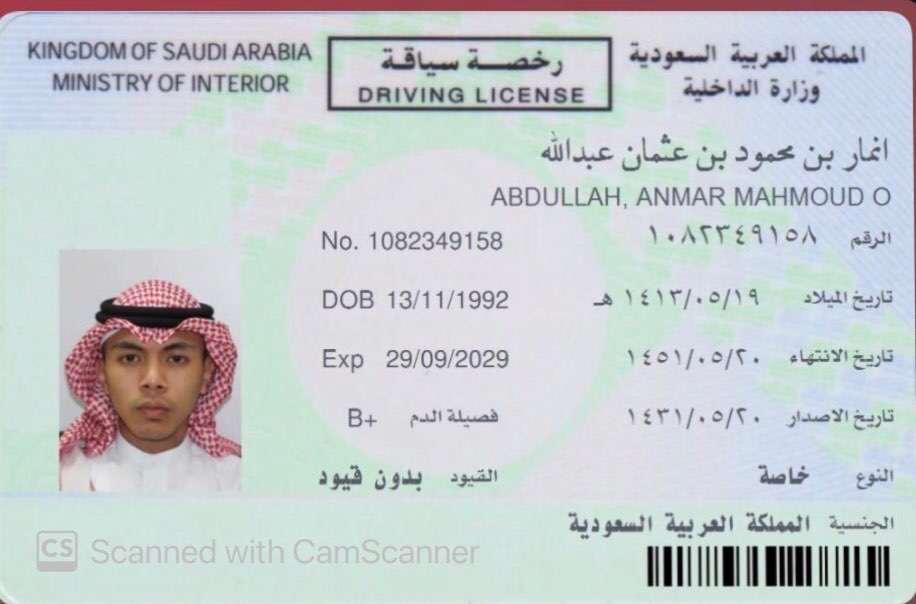 KINGDOM OF SAUDI ARABIA
MINISTRY OF INTERIOR
رخصة سياقة
DRIVING LICENSE
المملكة العربية السعودية
وزارة الداخلية
انمار بن محمود بن عثمان عبدالله
ABDULLAH, ANMAR MAHMOUD O
No. 1082349158 الرقم ١٠٨٢٣٤٩١٥٨
DOB 13/11/1992 تاريخ الميلاد ١٤١٣/٠٥/١٩ هـ
Exp 29/09/2029 تاريخ الانتهاء ١٤٥١/٠٥/٢٠
تاريخ الاصدار ١٤٣١/٠٥/٢٠ فصيلة الدم B+
النوع خاصة القيود بدون قيود
الجنسية المملكة العربية السعودية
CS Scanned with CamScanner